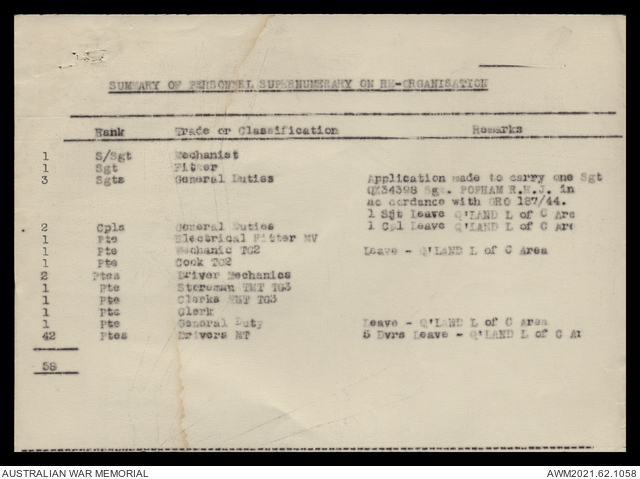 SUMMARY OF PERSONNEL SUPERNUMERARY ON RE-ORGANISATION
Rank Trade or Classification Remarks
1 S/Sgt Mechanist
1 Sgt Fitter
3 Sgts General Duties Application made to carry one Sgt
QX34398 Sgt. POPHAM R.H.J. in
ac cordance with GRO 187/44.
1 Sgt Leave Q'LAND L of C Are
2 Cpls General Duties 1 Cpl Leave Q'LAND L of C Are
1 Pte Electrical Fitter MV
1 Pte Mechanic TG2 Leave - Q'LAND L of C Area
1 Pte Cook TG2
2 Ptes Driver Mechanics
1 Pte Storeman TMT TG3
1 Pte Clerks TG3
1 Pte Clerk
1 Pte General Duty Leave - Q'LAND L of C Area
42 Ptes Drivers MT 5 Dvrs Leave - Q'LAND L of C Ar
58
AUSTRALIAN WAR MEMORIAL AWM2021.62.1058